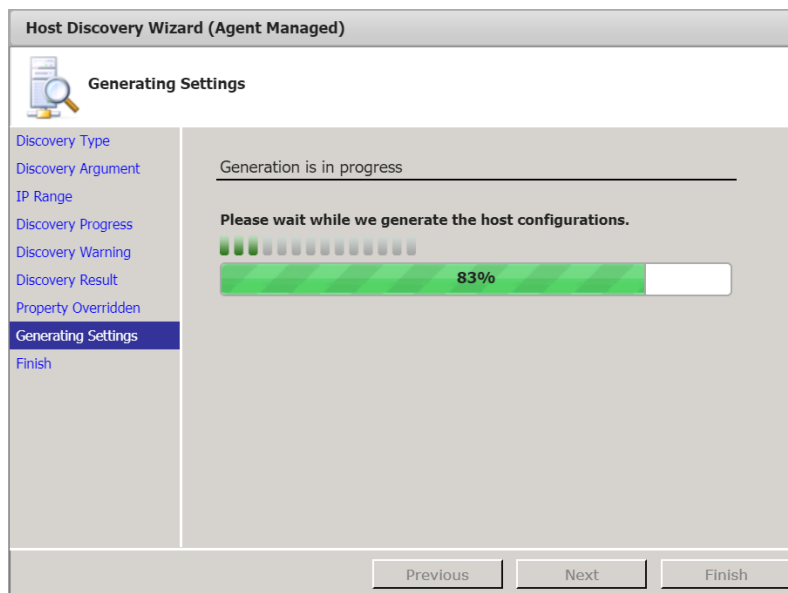 Host Discovery Wizard (Agent Managed)
Generating Settings
Discovery Type
Discovery Argument
IP Range
Discovery Progress
Discovery Warning
Discovery Result
Property Overridden
Generating Settings
Finish
Generation is in progress
Please wait while we generate the host configurations.
83%
Previous Next Finish